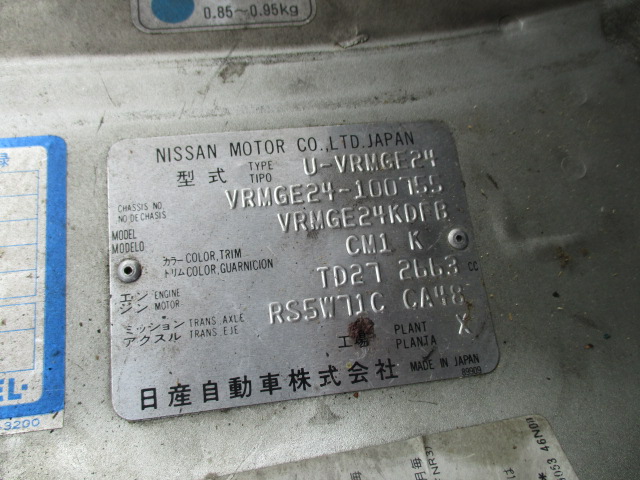 0.85~0.95kg
NISSAN MOTOR CO.,LTD.JAPAN
型式 TYPE TIPO U-VRMGE24
CHASSIS NO. NO DE CHASIS VRMGE24-100755
MODEL MODELO VRMGE24KDFB
カラー COLOR, TRIM トリム COLOR, GUARNICION CM1 K
エンジン ENGINE MOTOR TD27 2663 CC
ミッション TRANS. AXLE アクスル TRANS. EJE RS5W71C CA48
工場 PLANT PLANTA X
日産自動車株式会社 MADE IN JAPAN
89909
EL.
3200